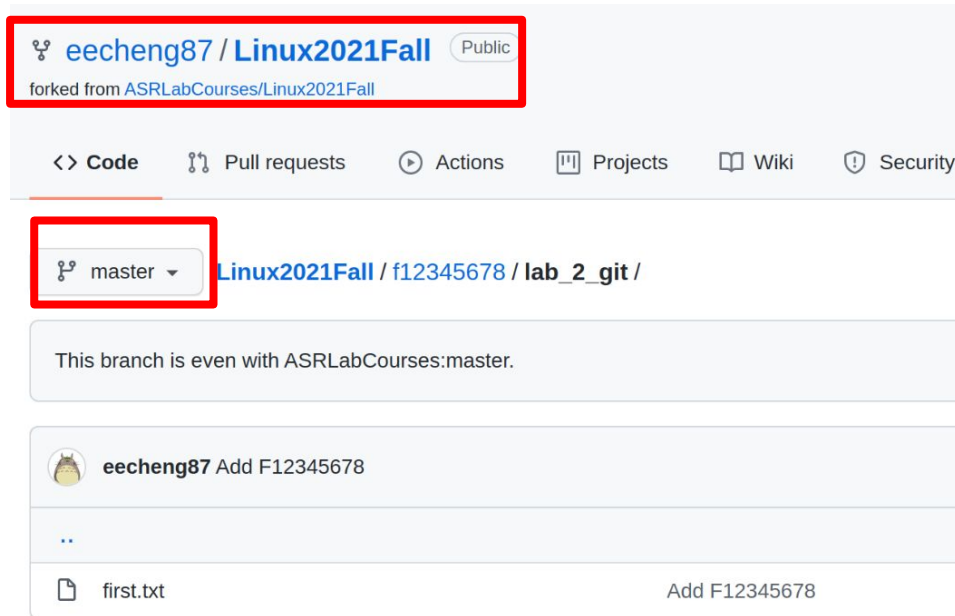 eecheng87 / Linux2021Fall Public
forked from ASRLabCourses/Linux2021Fall
<> Code Pull requests Actions Projects Wiki Security
master Linux2021Fall / f12345678 / lab_2_git /
This branch is even with ASRLabCourses:master.
eecheng87 Add F12345678
..
first.txt Add F12345678